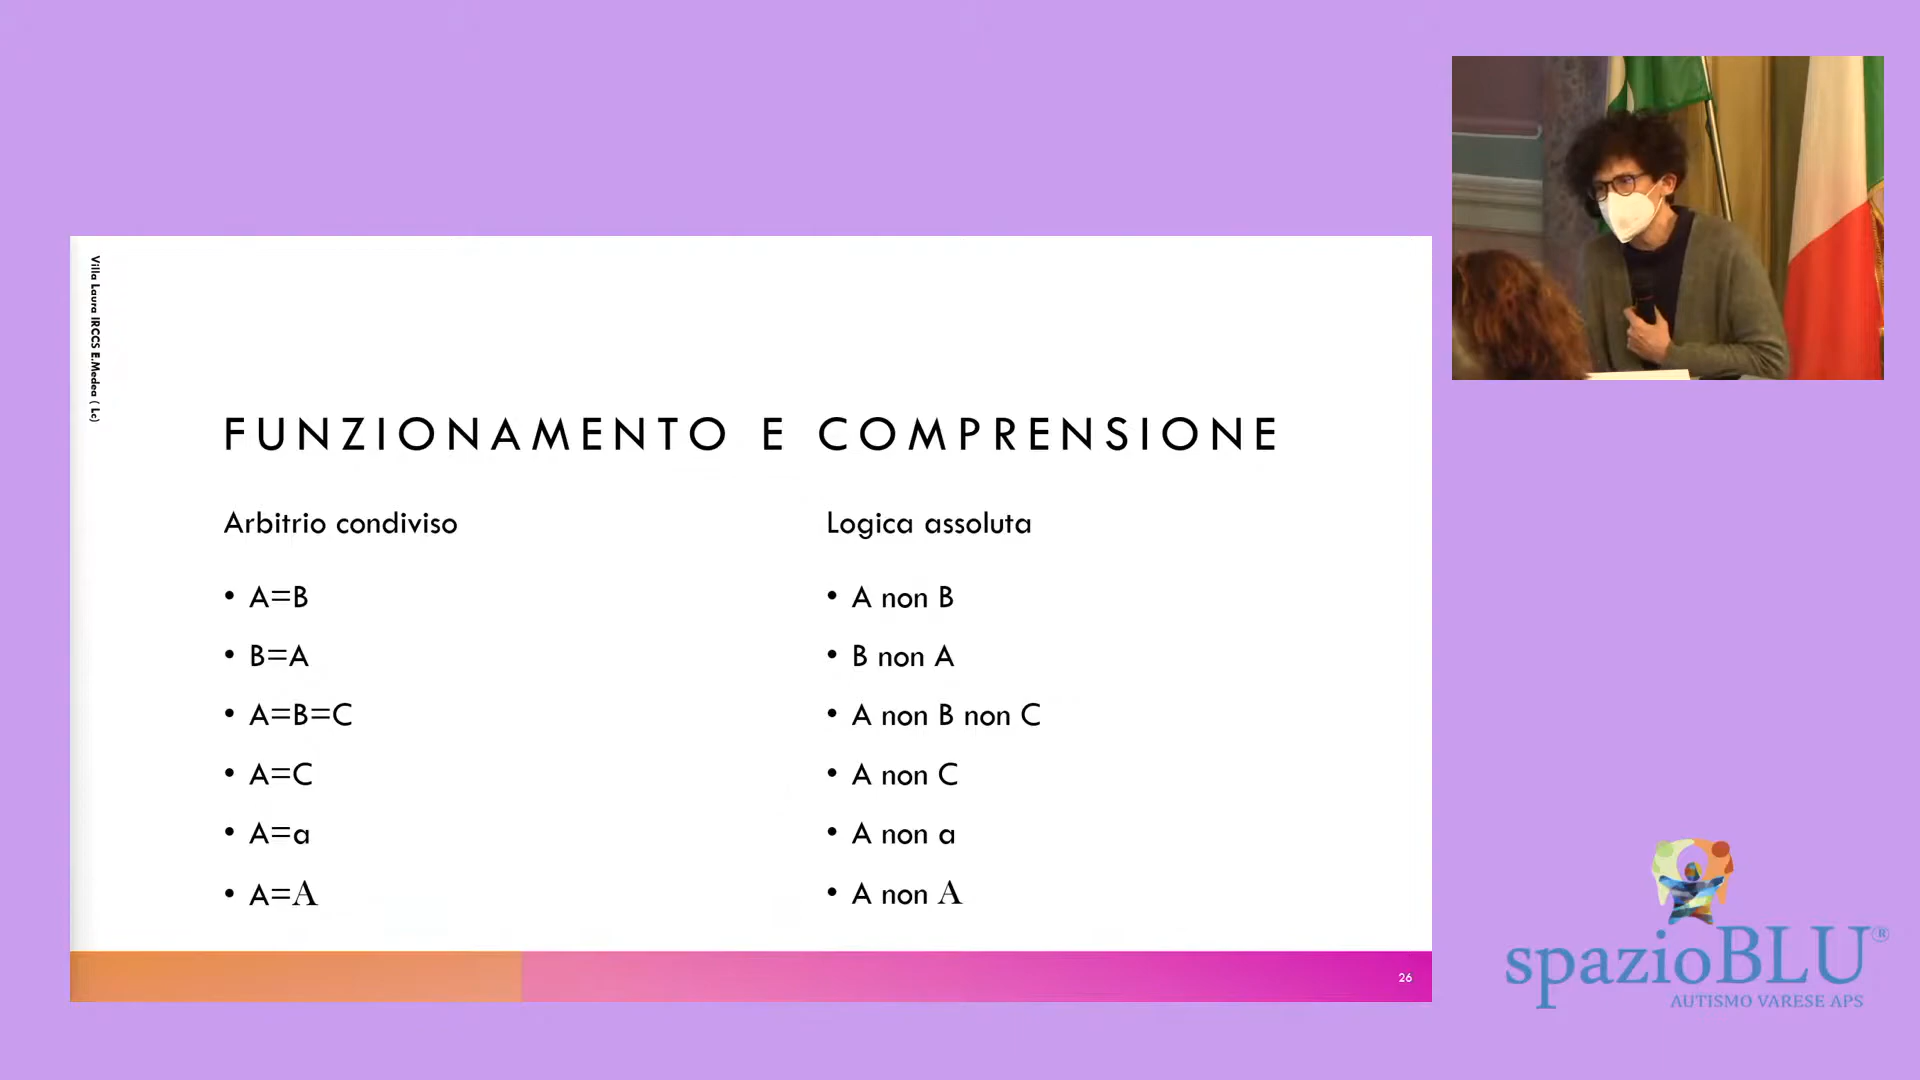 Villa Laura IRCCS E.Medea ( Lc)
FUNZIONAMENTO E COMPRENSIONE
Arbitrio condiviso
• A=B
• B=A
• A=B=C
• A=C
• A=a
• A=A
Logica assoluta
• A non B
• B non A
• A non B non C
• A non C
• A non a
• A non A
26
spazioBLU®
AUTISMO VARESE APS